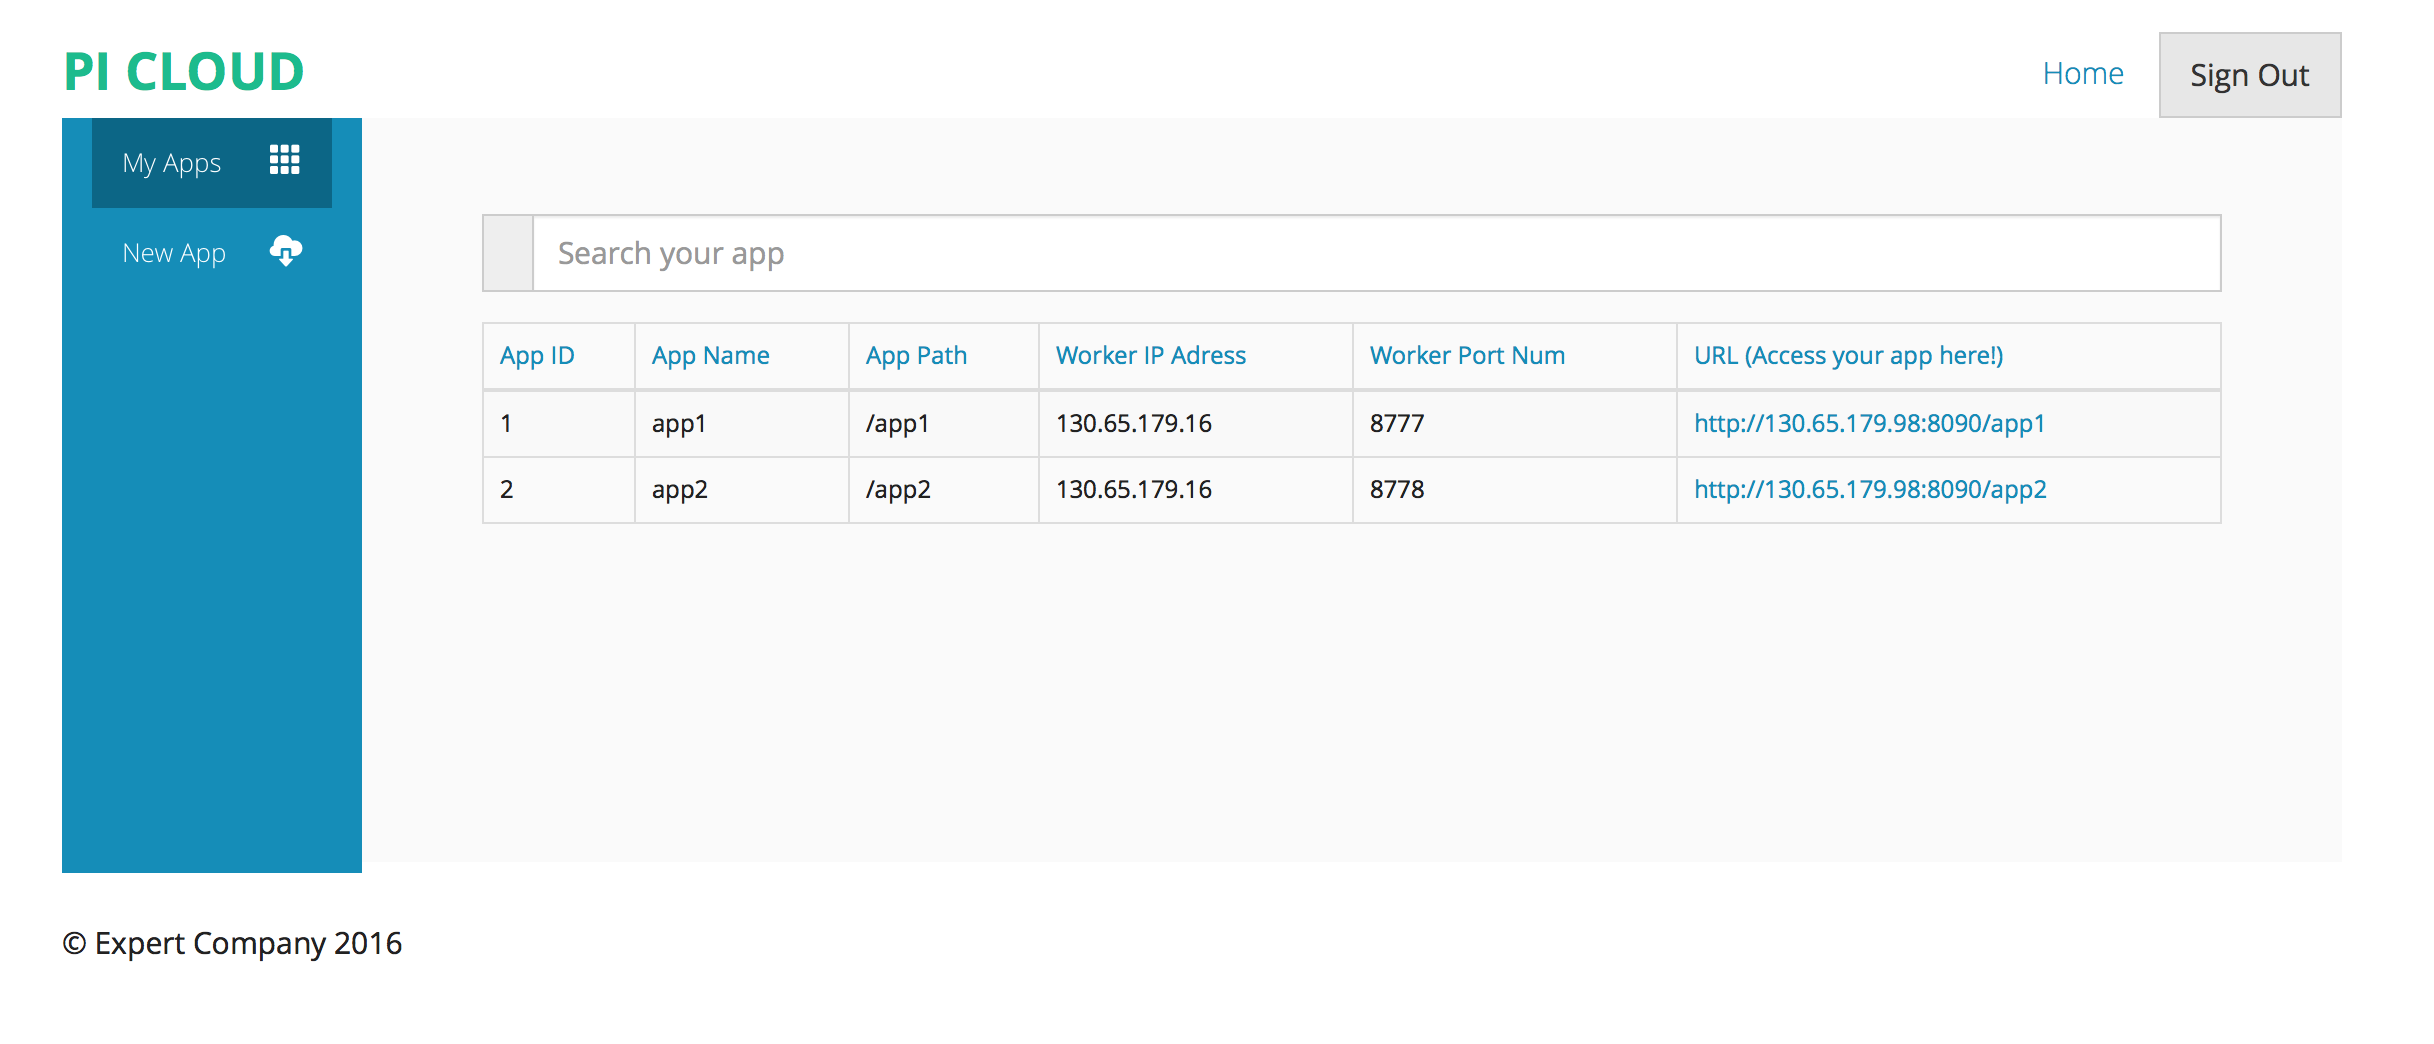 PI CLOUD
Home
Sign Out
My Apps
New App
Search your app
App ID App Name App Path Worker IP Adress Worker Port Num URL (Access your app here!)
1 app1 /app1 130.65.179.16 8777 http://130.65.179.98:8090/app1
2 app2 /app2 130.65.179.16 8778 http://130.65.179.98:8090/app2
© Expert Company 2016